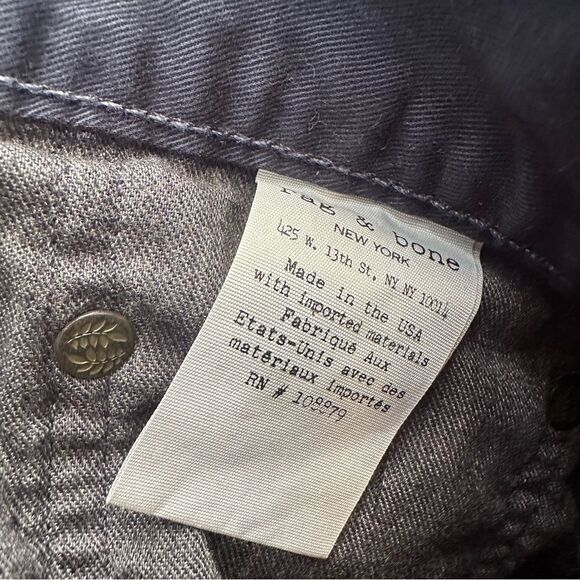 rag & bone
NEW YORK
425 W. 13th St, NY NY 10014
Made in the USA
with imported materials
Fabriqué Aux
Etats-Unis avec des
matériaux importés
RN # 108879